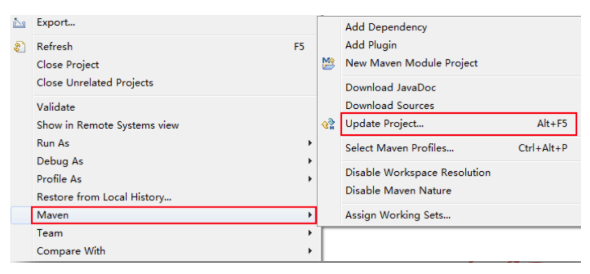 Export...
Refresh F5
Close Project
Close Unrelated Projects
Validate
Show in Remote Systems view
Run As
Debug As
Profile As
Restore from Local History...
Maven
Team
Compare With
Add Dependency
Add Plugin
New Maven Module Project
Download JavaDoc
Download Sources
Update Project... Alt+F5
Select Maven Profiles... Ctrl+Alt+P
Disable Workspace Resolution
Disable Maven Nature
Assign Working Sets...